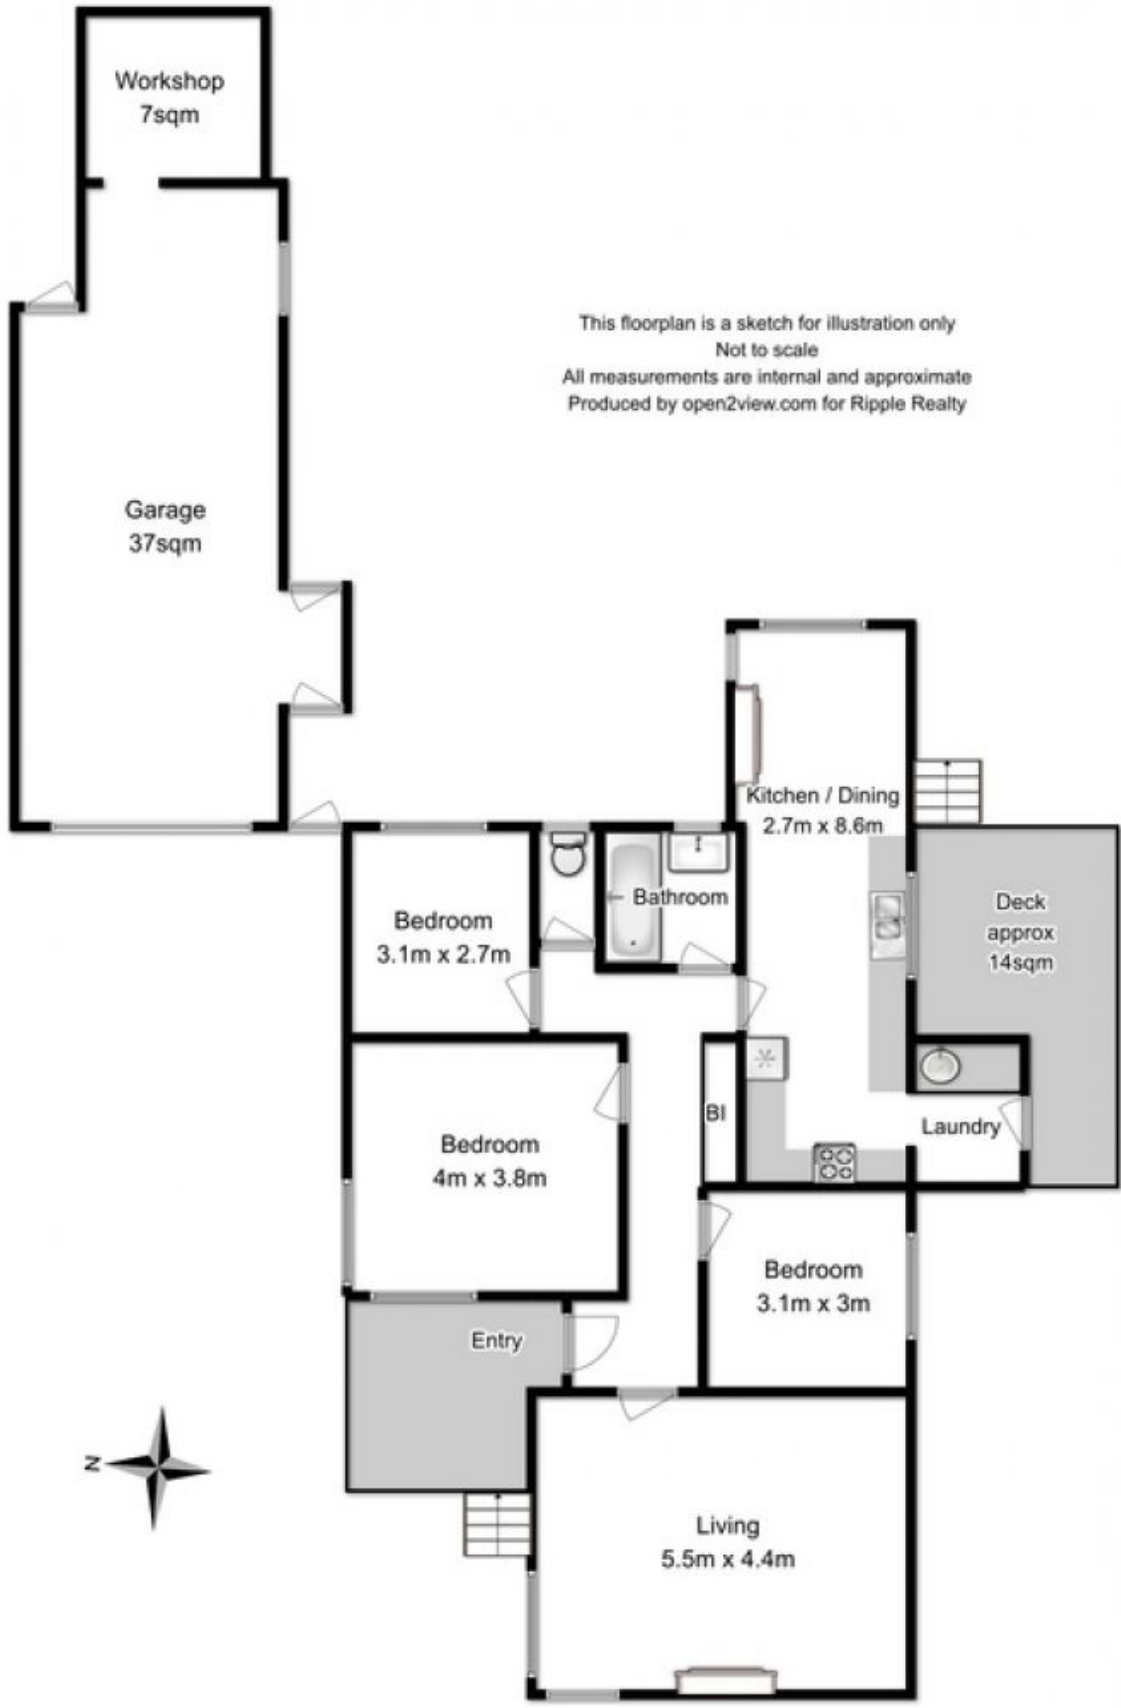 Workshop
7sqm
This floorplan is a sketch for illustration only
Not to scale
All measurements are internal and approximate
Produced by open2view.com for Ripple Realty
Garage
37sqm
Kitchen / Dining
2.7m x 8.6m
Bedroom
3.1m x 2.7m
Bathroom
Deck
approx
14sqm
Bedroom
4m x 3.8m
BI
Laundry
Bedroom
3.1m x 3m
Entry
N
Living
5.5m x 4.4m